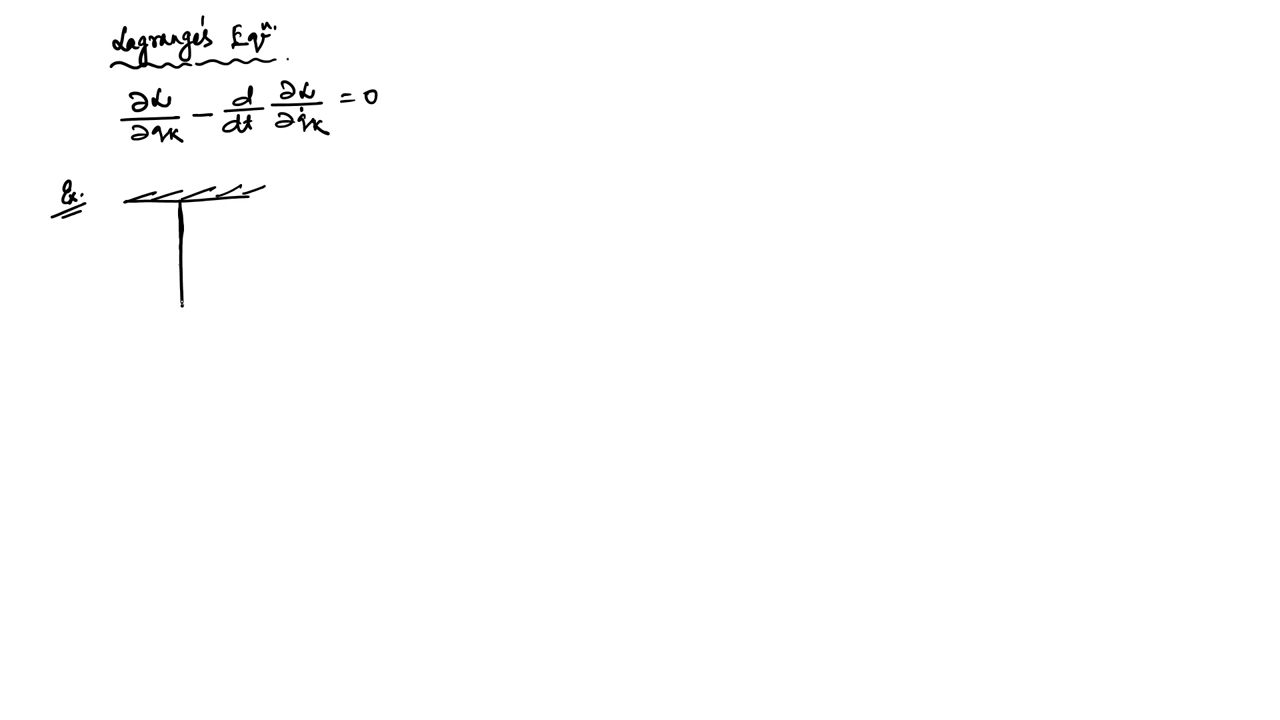 Lagrange's Eqⁿ.
∂L/∂qₖ − d/dt ∂L/∂q̇ₖ = 0
Ex.